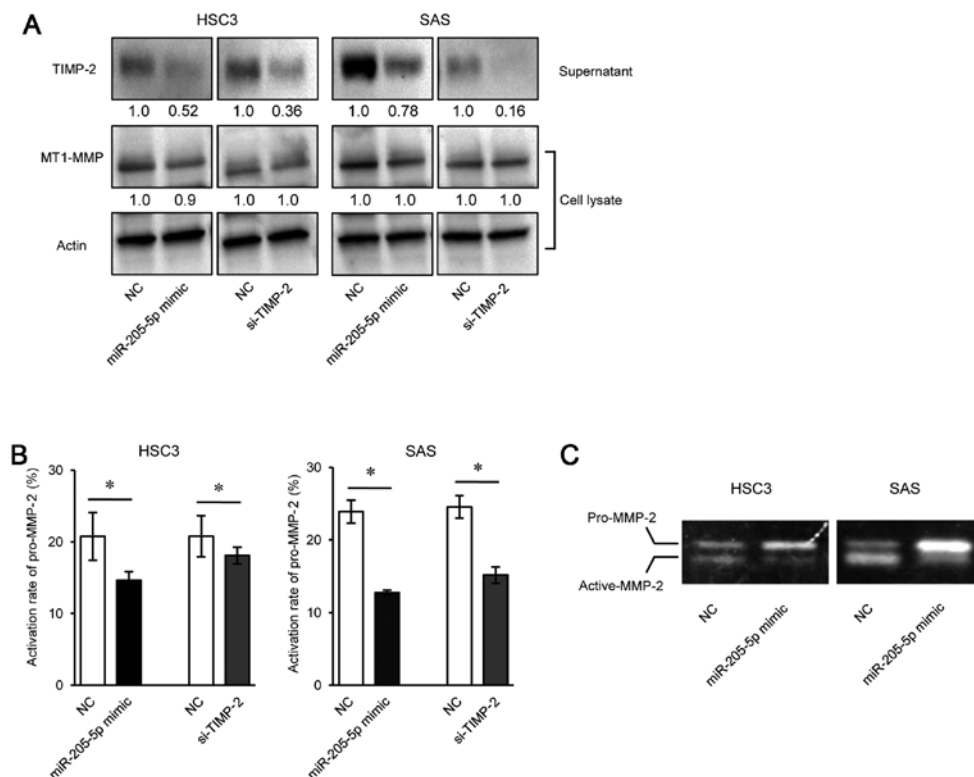 A
HSC3 SAS
TIMP-2 Supernatant
1.0 0.52 1.0 0.36 1.0 0.78 1.0 0.16
MT1-MMP
1.0 0.9 1.0 1.0 1.0 1.0 1.0 1.0
Cell lysate
Actin
NC miR-205-5p mimic NC si-TIMP-2 NC miR-205-5p mimic NC si-TIMP-2
B
HSC3
Activation rate of pro-MMP-2 (%)
30
20
10
0
* *
NC miR-205-5p mimic NC si-TIMP-2
SAS
Activation rate of pro-MMP-2 (%)
30
20
10
0
* *
NC miR-205-5p mimic NC si-TIMP-2
C
HSC3 SAS
Pro-MMP-2
Active-MMP-2
NC miR-205-5p mimic NC miR-205-5p mimic